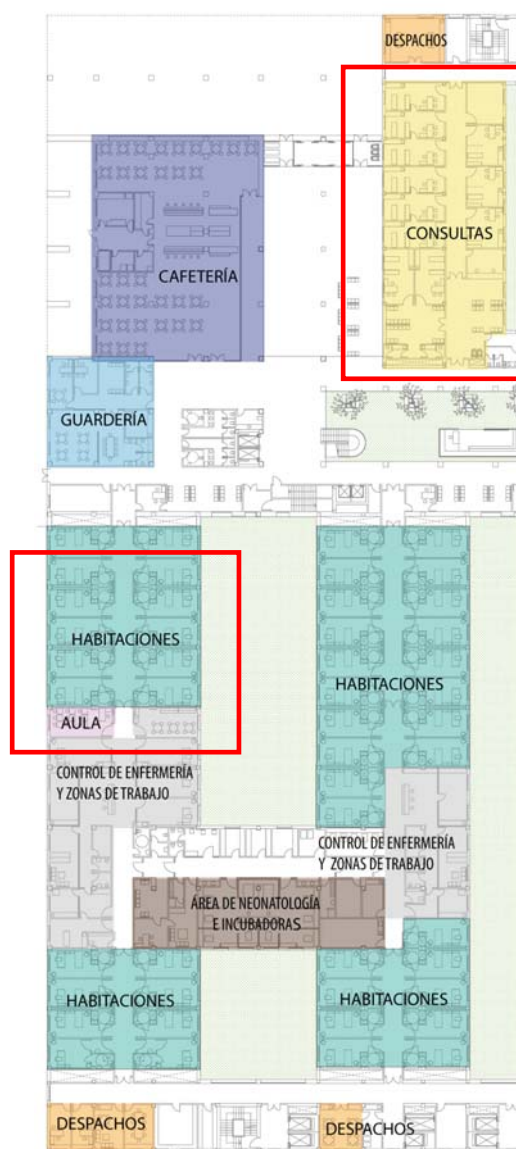 DESPACHOS
CONSULTAS
CAFETERÍA
GUARDERÍA
HABITACIONES
HABITACIONES
AULA
CONTROL DE ENFERMERÍA
Y ZONAS DE TRABAJO
CONTROL DE ENFERMERÍA
Y ZONAS DE TRABAJO
ÁREA DE NEONATOLOGÍA
E INCUBADORAS
HABITACIONES
HABITACIONES
DESPACHOS
DESPACHOS